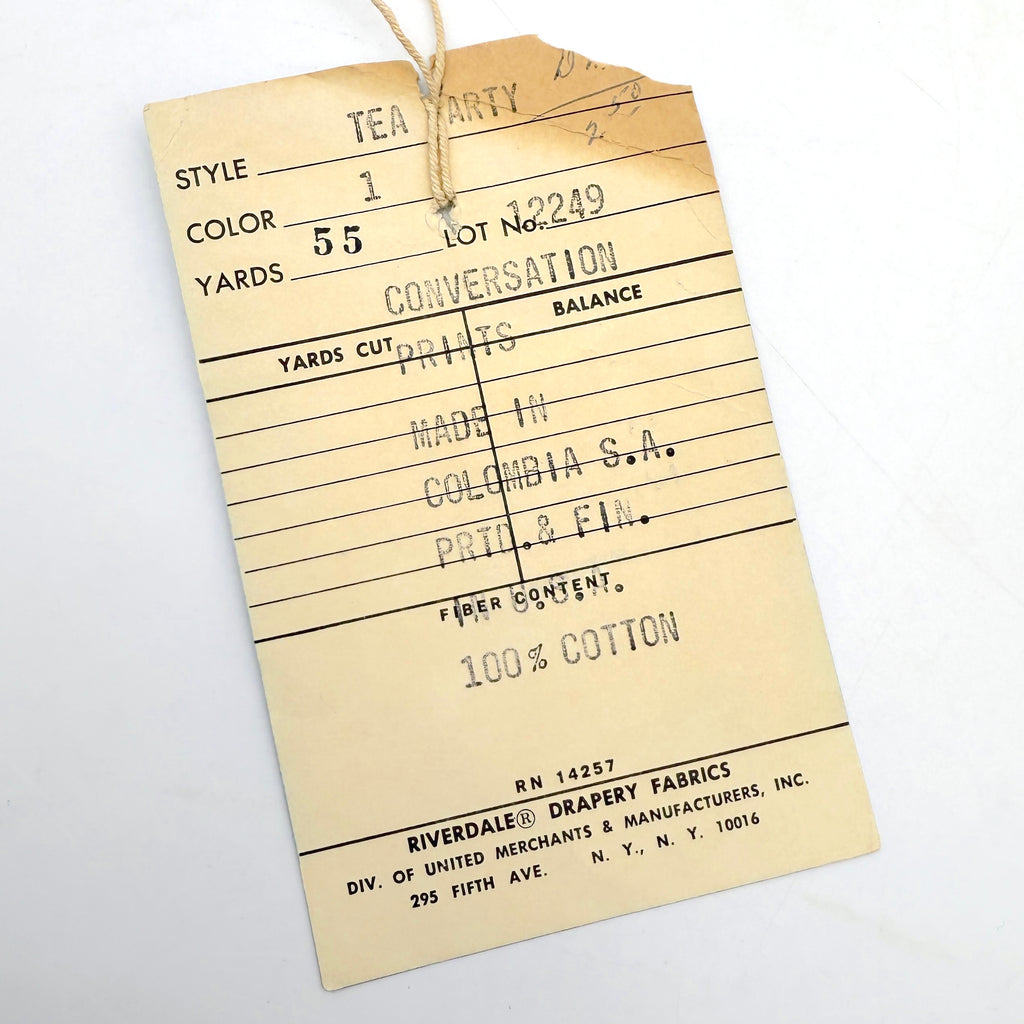 TEA PARTY
STYLE
1
COLOR
12249
55
YARDS LOT No.
CONVERSATION
BALANCE
YARDS CUT
PRINTS
MADE IN
COLOMBIA S.A.
PRTD.& FIN.
IN U.S.A.
FIBER CONTENT
100% COTTON
RN 14257
RIVERDALE® DRAPERY FABRICS
DIV. OF UNITED MERCHANTS & MANUFACTURERS, INC.
295 FIFTH AVE. N. Y., N. Y. 10016